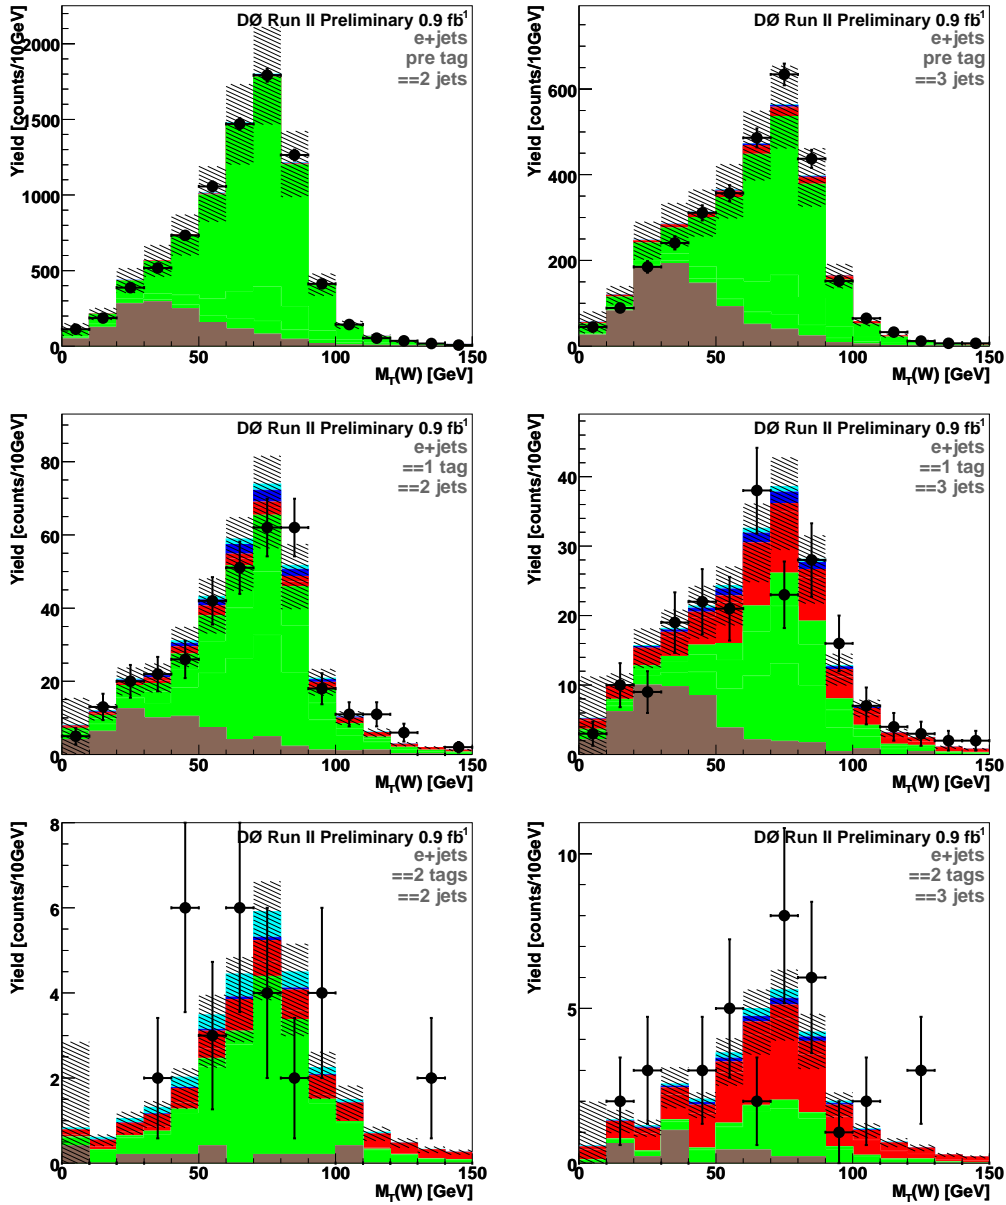 DØ Run II Preliminary 0.9 fb-1
e+jets
pre tag
==2 jets
Yield [counts/10GeV]
2000
1500
1000
500
0
0 50 100 150
MT(W) [GeV]
DØ Run II Preliminary 0.9 fb-1
e+jets
pre tag
==3 jets
Yield [counts/10GeV]
600
400
200
0
0 50 100 150
MT(W) [GeV]
DØ Run II Preliminary 0.9 fb-1
e+jets
==1 tag
==2 jets
Yield [counts/10GeV]
80
60
40
20
0
0 50 100 150
MT(W) [GeV]
DØ Run II Preliminary 0.9 fb-1
e+jets
==1 tag
==3 jets
Yield [counts/10GeV]
40
30
20
10
0
0 50 100 150
MT(W) [GeV]
DØ Run II Preliminary 0.9 fb-1
e+jets
==2 tags
==2 jets
Yield [counts/10GeV]
8
6
4
2
0
0 50 100 150
MT(W) [GeV]
DØ Run II Preliminary 0.9 fb-1
e+jets
==2 tags
==3 jets
Yield [counts/10GeV]
10
5
0
0 50 100 150
MT(W) [GeV]